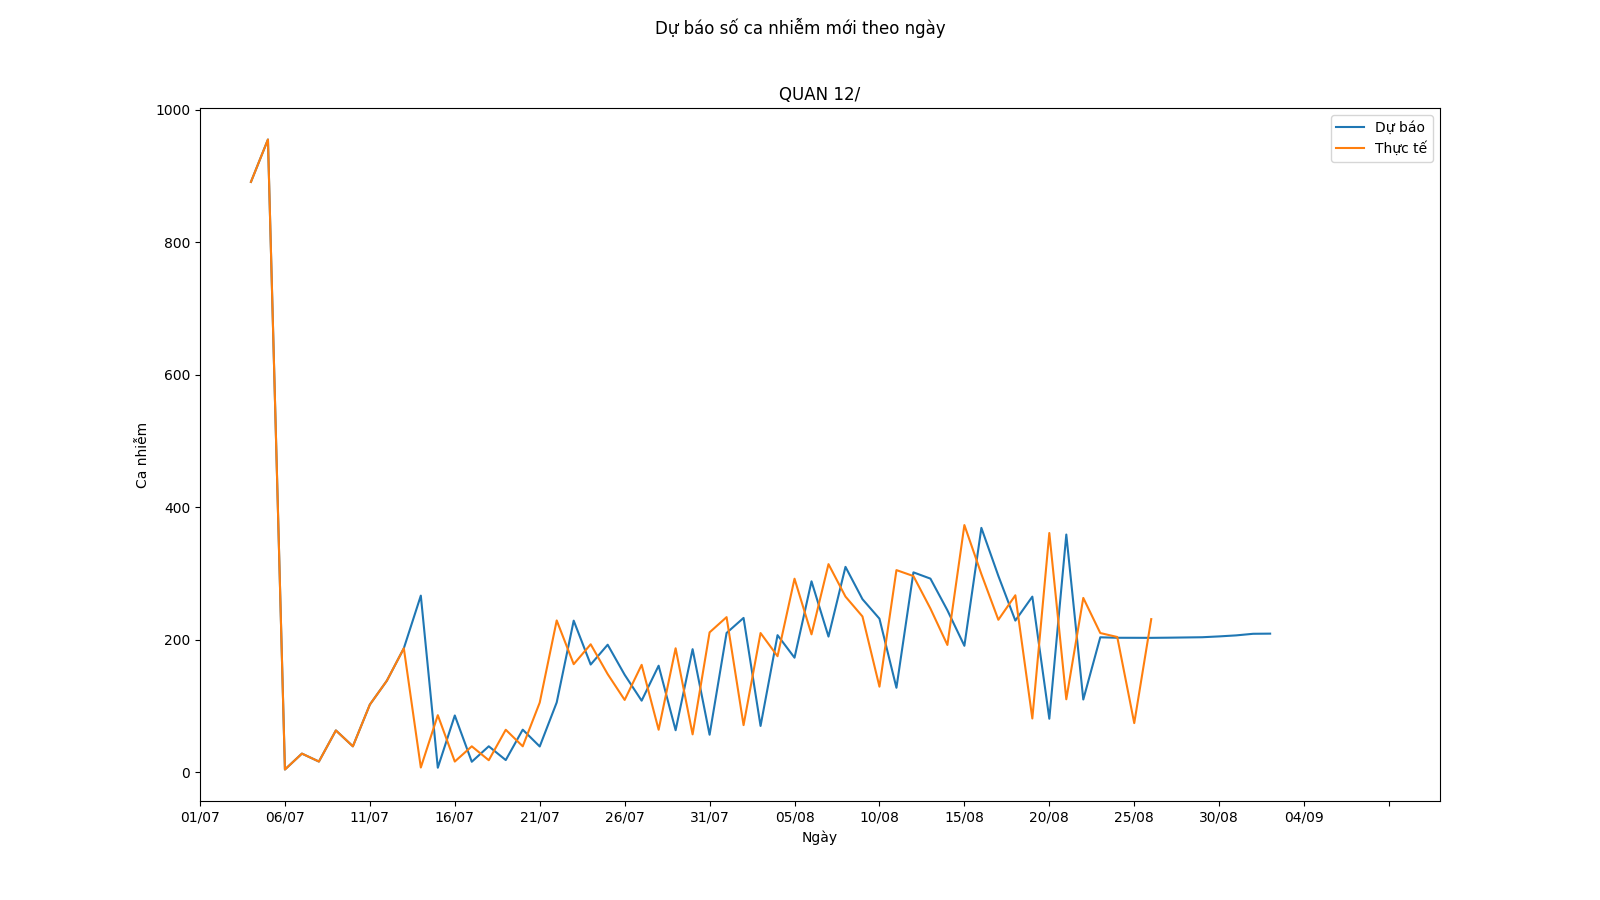 Dự báo số ca nhiễm mới theo ngày
QUAN 12/
Dự báo
Thực tế
1000
800
600
400
200
0
Ca nhiễm
01/07 06/07 11/07 16/07 21/07 26/07 31/07 05/08 10/08 15/08 20/08 25/08 30/08 04/09
Ngày